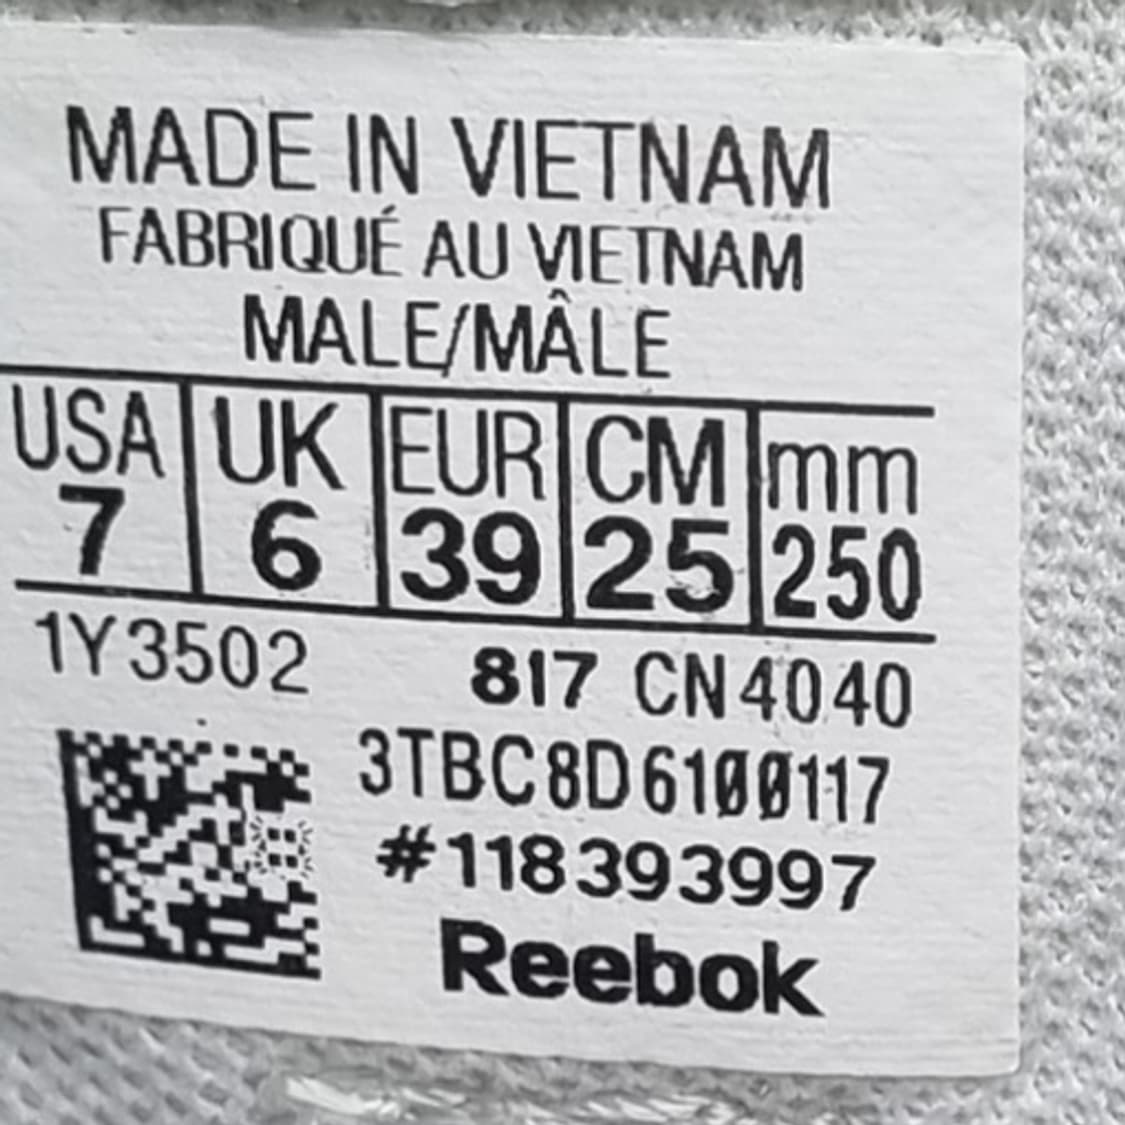 MADE IN VIETNAM
FABRIQUÉ AU VIETNAM
MALE/MÂLE
USA UK EUR CM mm
7 6 39 25 250
1Y3502 817 CN4040
3TBC8D6100117
#118393997
Reebok